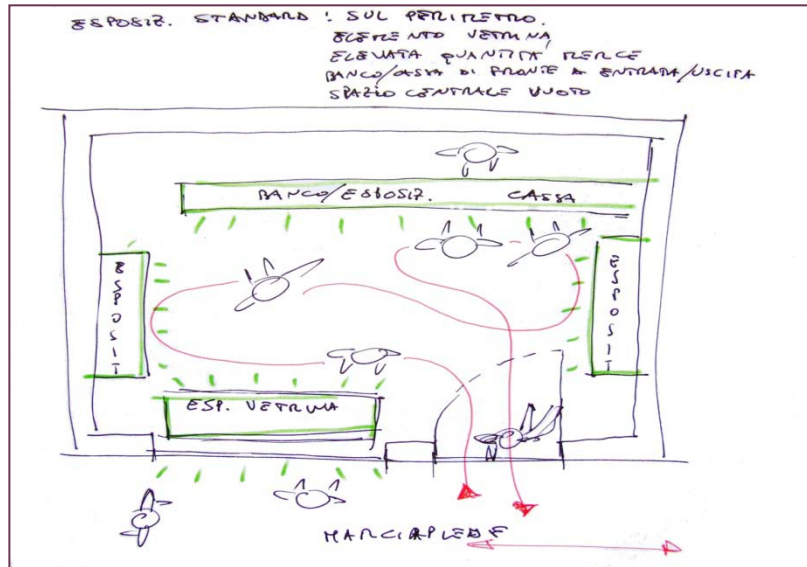 ESPOSIZ. STANDARD: SUL PERIMETRO.
ELEMENTO VETRINA,
ELEVATA QUANTITÀ MERCE
BANCO/CASSA DI FRONTE A ENTRATA/USCITA
SPAZIO CENTRALE VUOTO
BANCO/ESPOSIZ. CASSA
ESPOSIT
ESPOSIT
ESP. VETRINA
MARCIAPIEDE